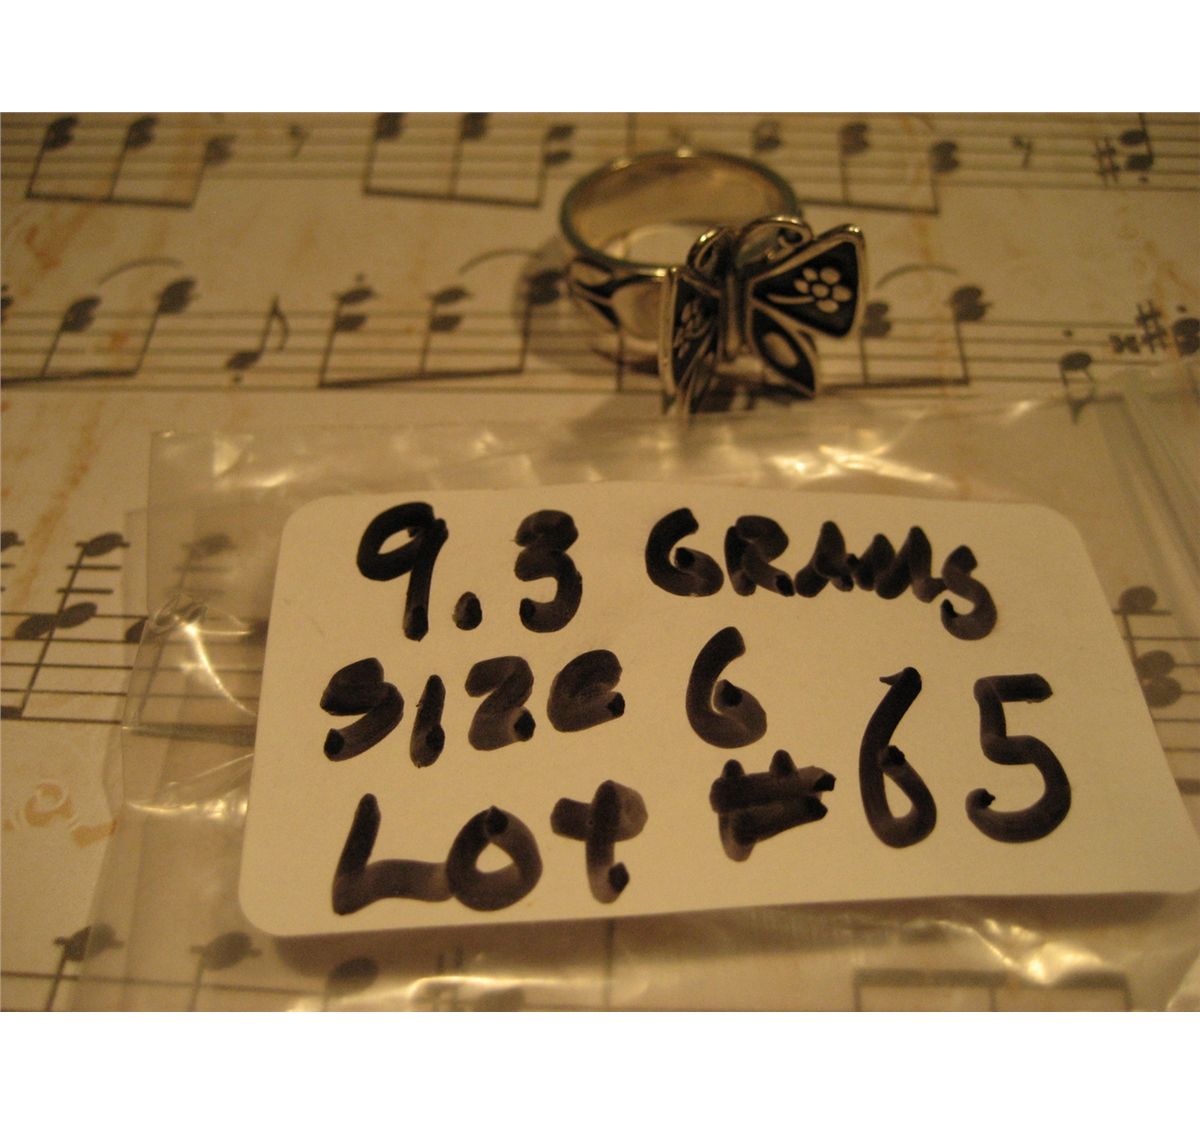 9.3 GRAMS
SIZE 6
LOT #65